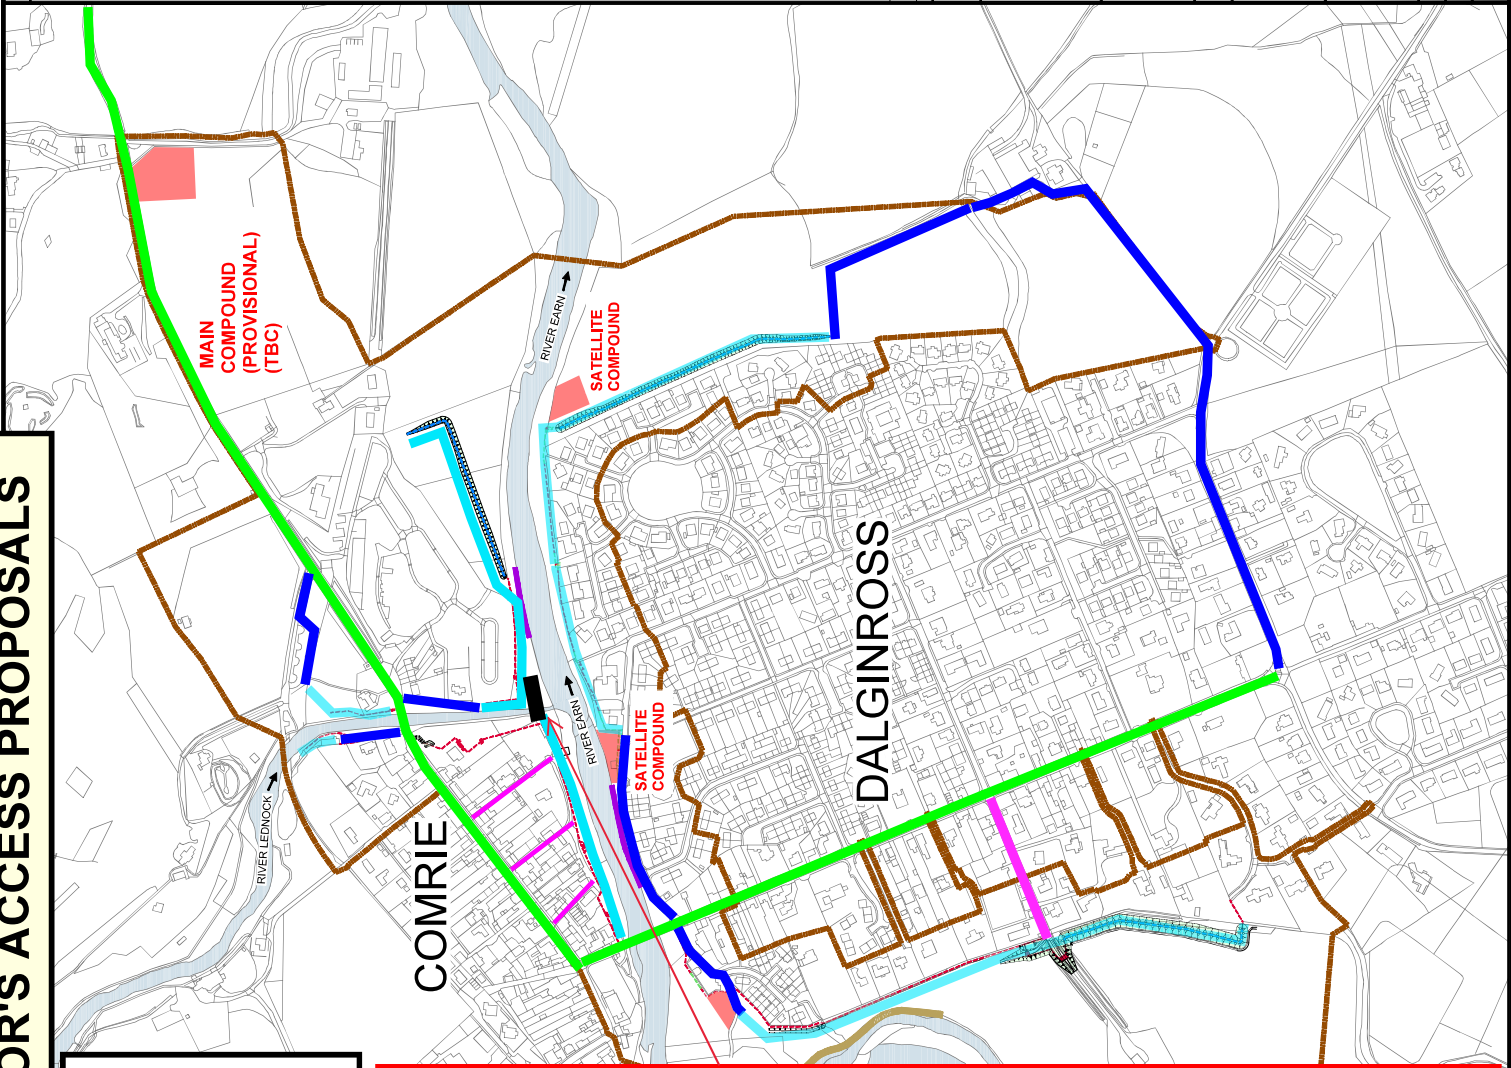 OR'S ACCESS PROPOSALS
MAIN
COMPOUND
(PROVISIONAL)
(TBC)
RIVER EARN
SATELLITE
COMPOUND
DALGINROSS
RIVER EARN
SATELLITE
COMPOUND
RIVER LEDNOCK
COMRIE